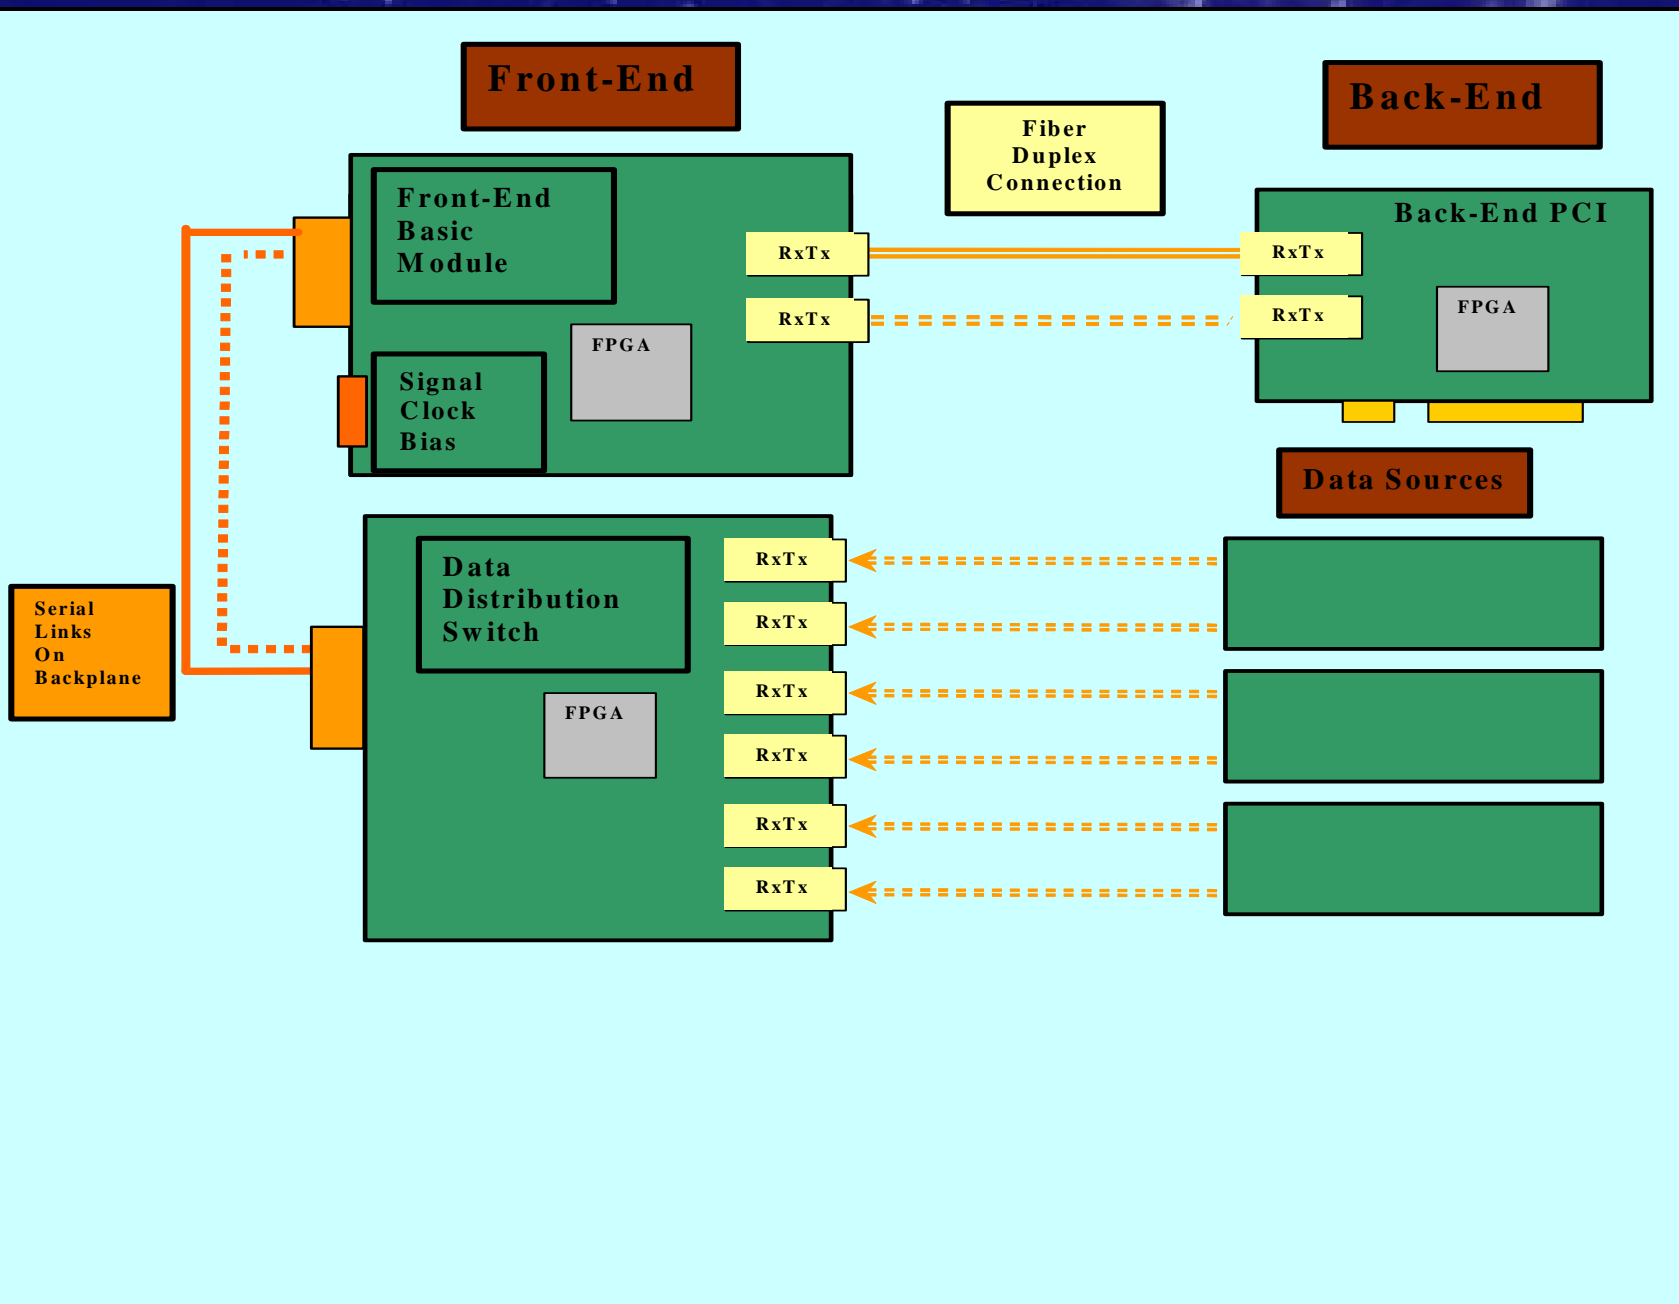 Front-End
Back-End
Fiber
Duplex
Connection
Front-End
Basic
Module
RxTx
RxTx
FPGA
Signal
Clock
Bias
Back-End PCI
RxTx
RxTx
FPGA
Data Sources
Serial
Links
On
Backplane
Data
Distribution
Switch
FPGA
RxTx
RxTx
RxTx
RxTx
RxTx
RxTx